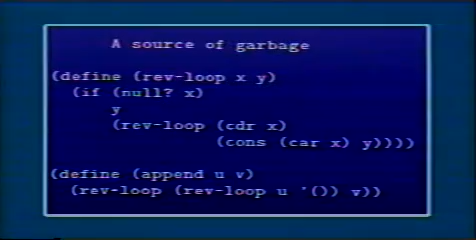 A source of garbage
(define (rev-loop x y)
(if (null? x)
y
(rev-loop (cdr x)
(cons (car x) y))))
(define (append u v)
(rev-loop (rev-loop u '()) v))